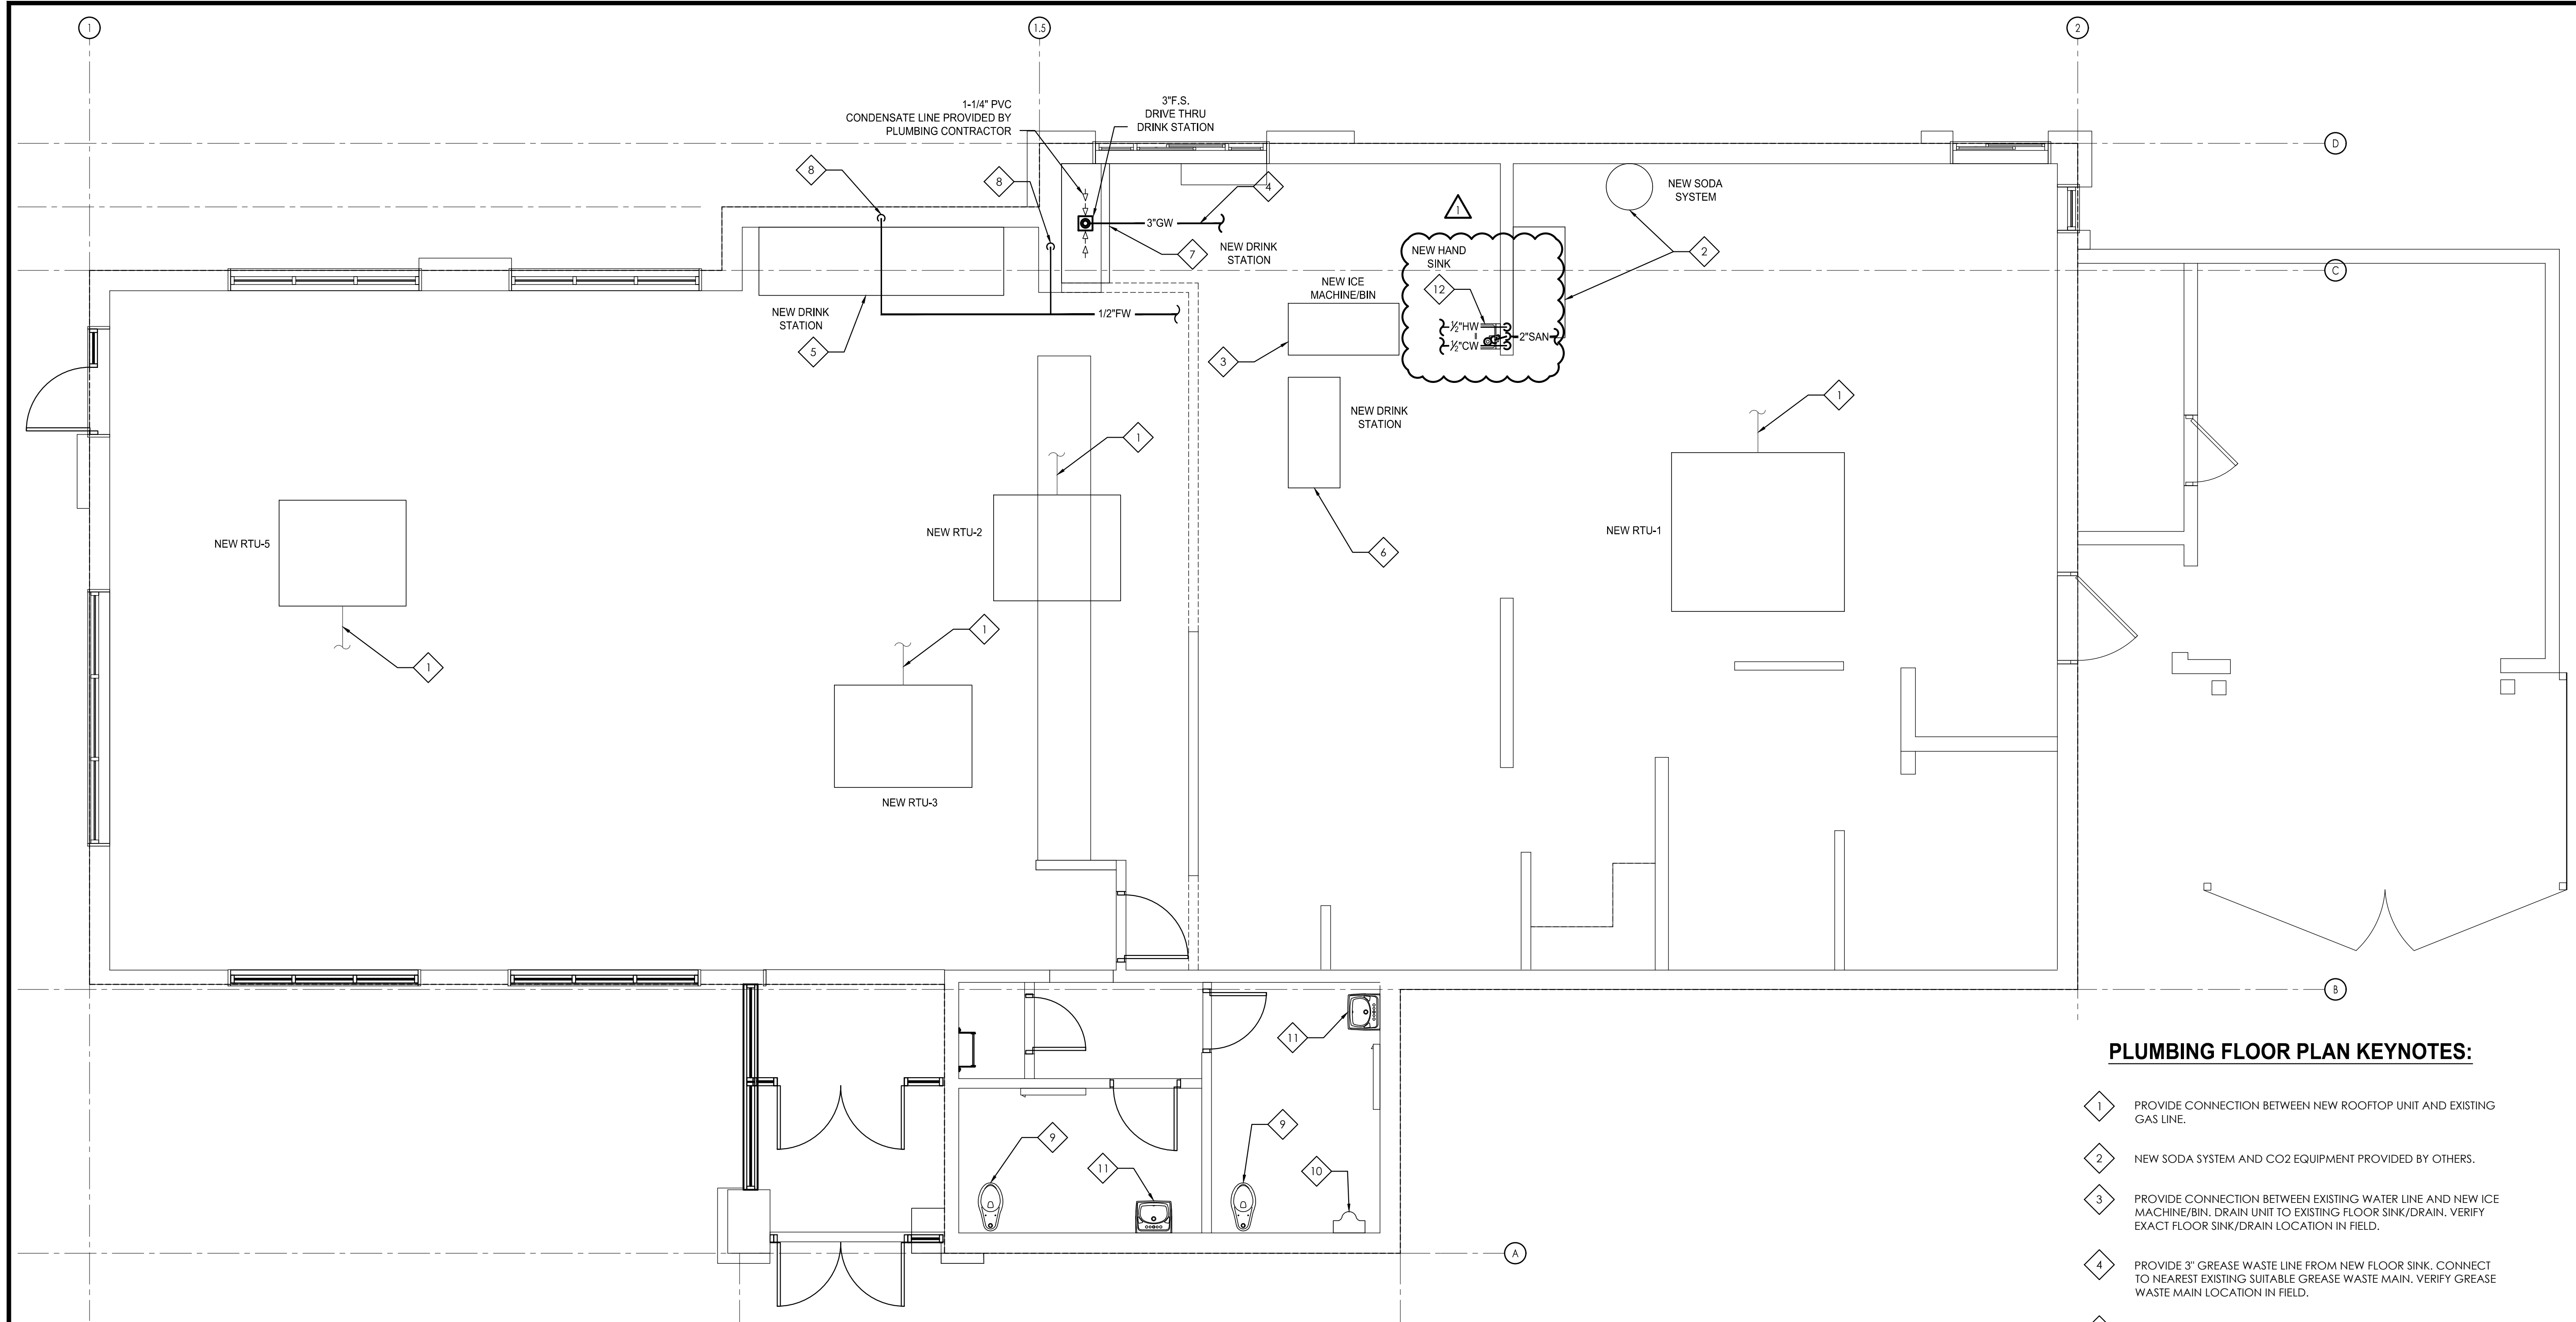 1
1.5
2
1-1/4" PVC
CONDENSATE LINE PROVIDED BY
PLUMBING CONTRACTOR
3"F.S.
DRIVE THRU
DRINK STATION
D
8
8
4
3"GW
7
NEW DRINK
STATION
1
NEW SODA
SYSTEM
2
NEW HAND
SINK
12
½"HW
½"CW
2"SAN
C
NEW ICE
MACHINE/BIN
3
NEW DRINK
STATION
5
1/2"FW
NEW DRINK
STATION
6
1
1
NEW RTU-5
1
NEW RTU-2
NEW RTU-1
1
NEW RTU-3
B
11
9
11
9
10
A
PLUMBING FLOOR PLAN KEYNOTES:
1 PROVIDE CONNECTION BETWEEN NEW ROOFTOP UNIT AND EXISTING
GAS LINE.
2 NEW SODA SYSTEM AND CO2 EQUIPMENT PROVIDED BY OTHERS.
3 PROVIDE CONNECTION BETWEEN EXISTING WATER LINE AND NEW ICE
MACHINE/BIN. DRAIN UNIT TO EXISTING FLOOR SINK/DRAIN. VERIFY
EXACT FLOOR SINK/DRAIN LOCATION IN FIELD.
4 PROVIDE 3" GREASE WASTE LINE FROM NEW FLOOR SINK. CONNECT
TO NEAREST EXISTING SUITABLE GREASE WASTE MAIN. VERIFY GREASE
WASTE MAIN LOCATION IN FIELD.